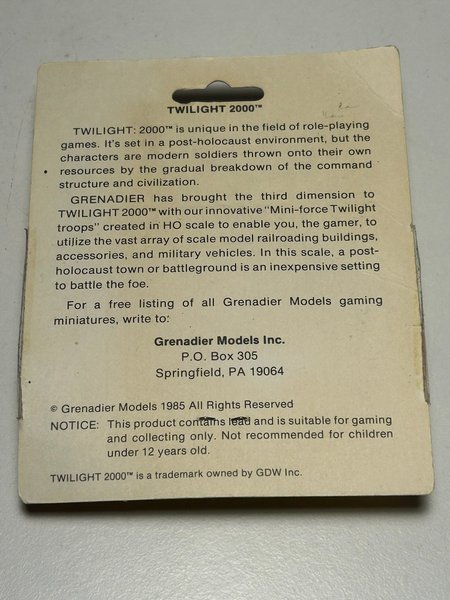 TWILIGHT 2000™
TWILIGHT: 2000™ is unique in the field of role-playing
games. It's set in a post-holocaust environment, but the
characters are modern soldiers thrown onto their own
resources by the gradual breakdown of the command
structure and civilization.
GRENADIER has brought the third dimension to
TWILIGHT 2000™ with our innovative "Mini-force Twilight
troops" created in HO scale to enable you, the gamer, to
utilize the vast array of scale model railroading buildings,
accessories, and military vehicles. In this scale, a post-
holocaust town or battleground is an inexpensive setting
to battle the foe.
For a free listing of all Grenadier Models gaming
miniatures, write to:
Grenadier Models Inc.
P.O. Box 305
Springfield, PA 19064
© Grenadier Models 1985 All Rights Reserved
NOTICE: This product contains lead and is suitable for gaming
and collecting only. Not recommended for children
under 12 years old.
TWILIGHT 2000™ is a trademark owned by GDW Inc.